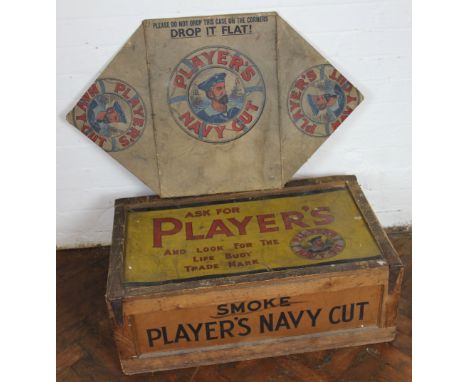 PLEASE DO NOT DROP THIS CASE ON THE CORNERS
DROP IT FLAT!
PLAYER'S
NAVY CUT
PLAYER'S
NAVY CUT
PLAYER'S
NAVY CUT
ASK FOR
PLAYER'S
AND LOOK FOR THE
LIFE BUOY
TRADE MARK
SMOKE
PLAYER'S NAVY CUT